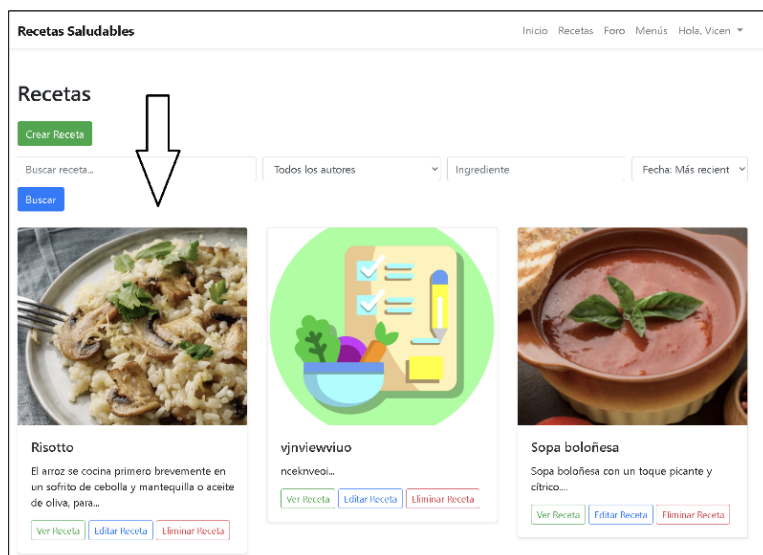 Recetas Saludables
Inicio Recetas Foro Menús Hola, Vicen
Recetas
Crear Receta
Buscar receta... Todos los autores Ingrediente Fecha: Más recient
Buscar
Risotto
El arroz se cocina primero brevemente en
un sofrito de cebolla y mantequilla o aceite
de oliva, para...
Ver Receta Editar Receta Eliminar Receta
vjnviewviuo
nceknveoi...
Ver Receta Editar Receta Eliminar Receta
Sopa boloñesa
Sopa boloñesa con un toque picante y
cítrico....
Ver Receta Editar Receta Eliminar Receta